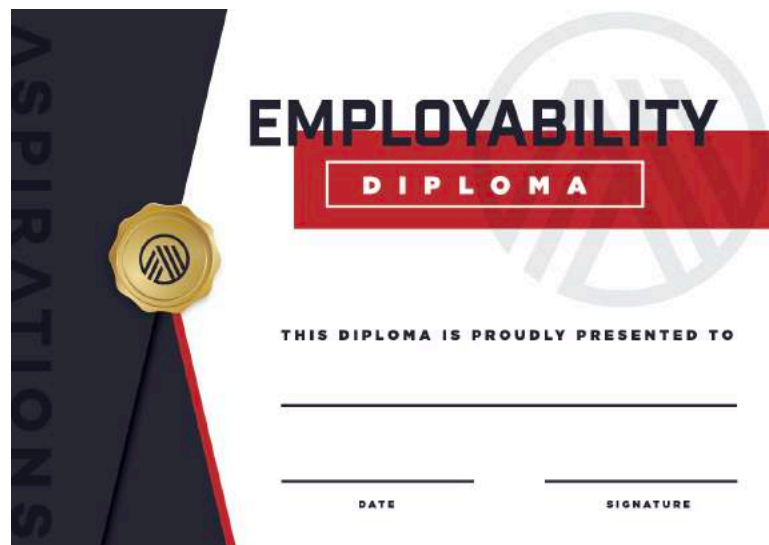 ASPIRATIONS
EMPLOYABILITY
DIPLOMA
THIS DIPLOMA IS PROUDLY PRESENTED TO
DATE
SIGNATURE